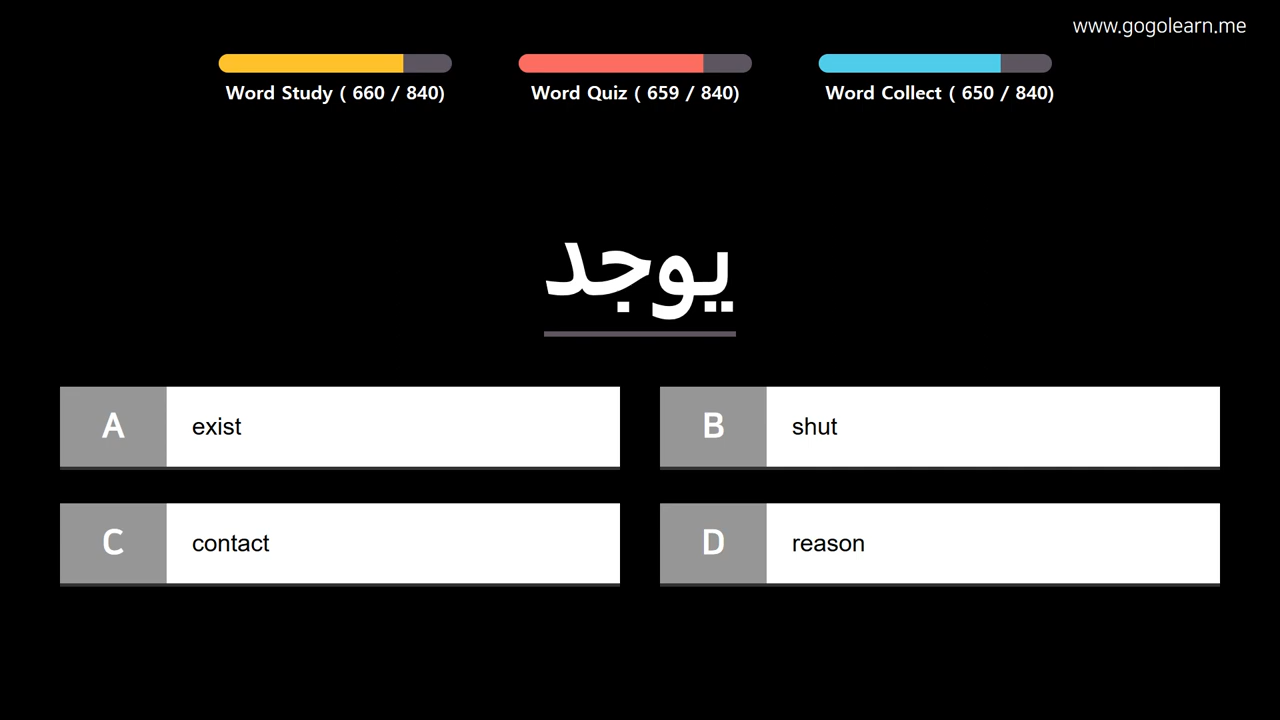 www.gogolearn.me
Word Study ( 660 / 840)
Word Quiz ( 659 / 840)
Word Collect ( 650 / 840)
يوجد
A exist
B shut
C contact
D reason